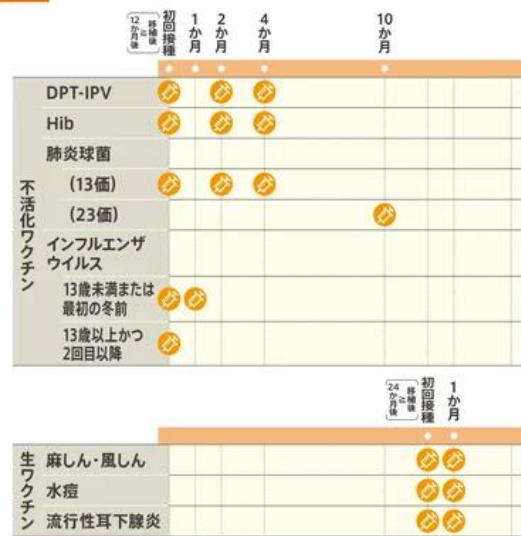 移植後
≧
12か月後
初回接種
1か月
2か月
4か月
10か月
不活化ワクチン
DPT-IPV
Hib
肺炎球菌
(13価)
(23価)
インフルエンザ
ウイルス
13歳未満または
最初の冬前
13歳以上かつ
2回目以降
移植後
≧
24か月後
初回接種
1か月
生ワクチン
麻しん・風しん
水痘
流行性耳下腺炎